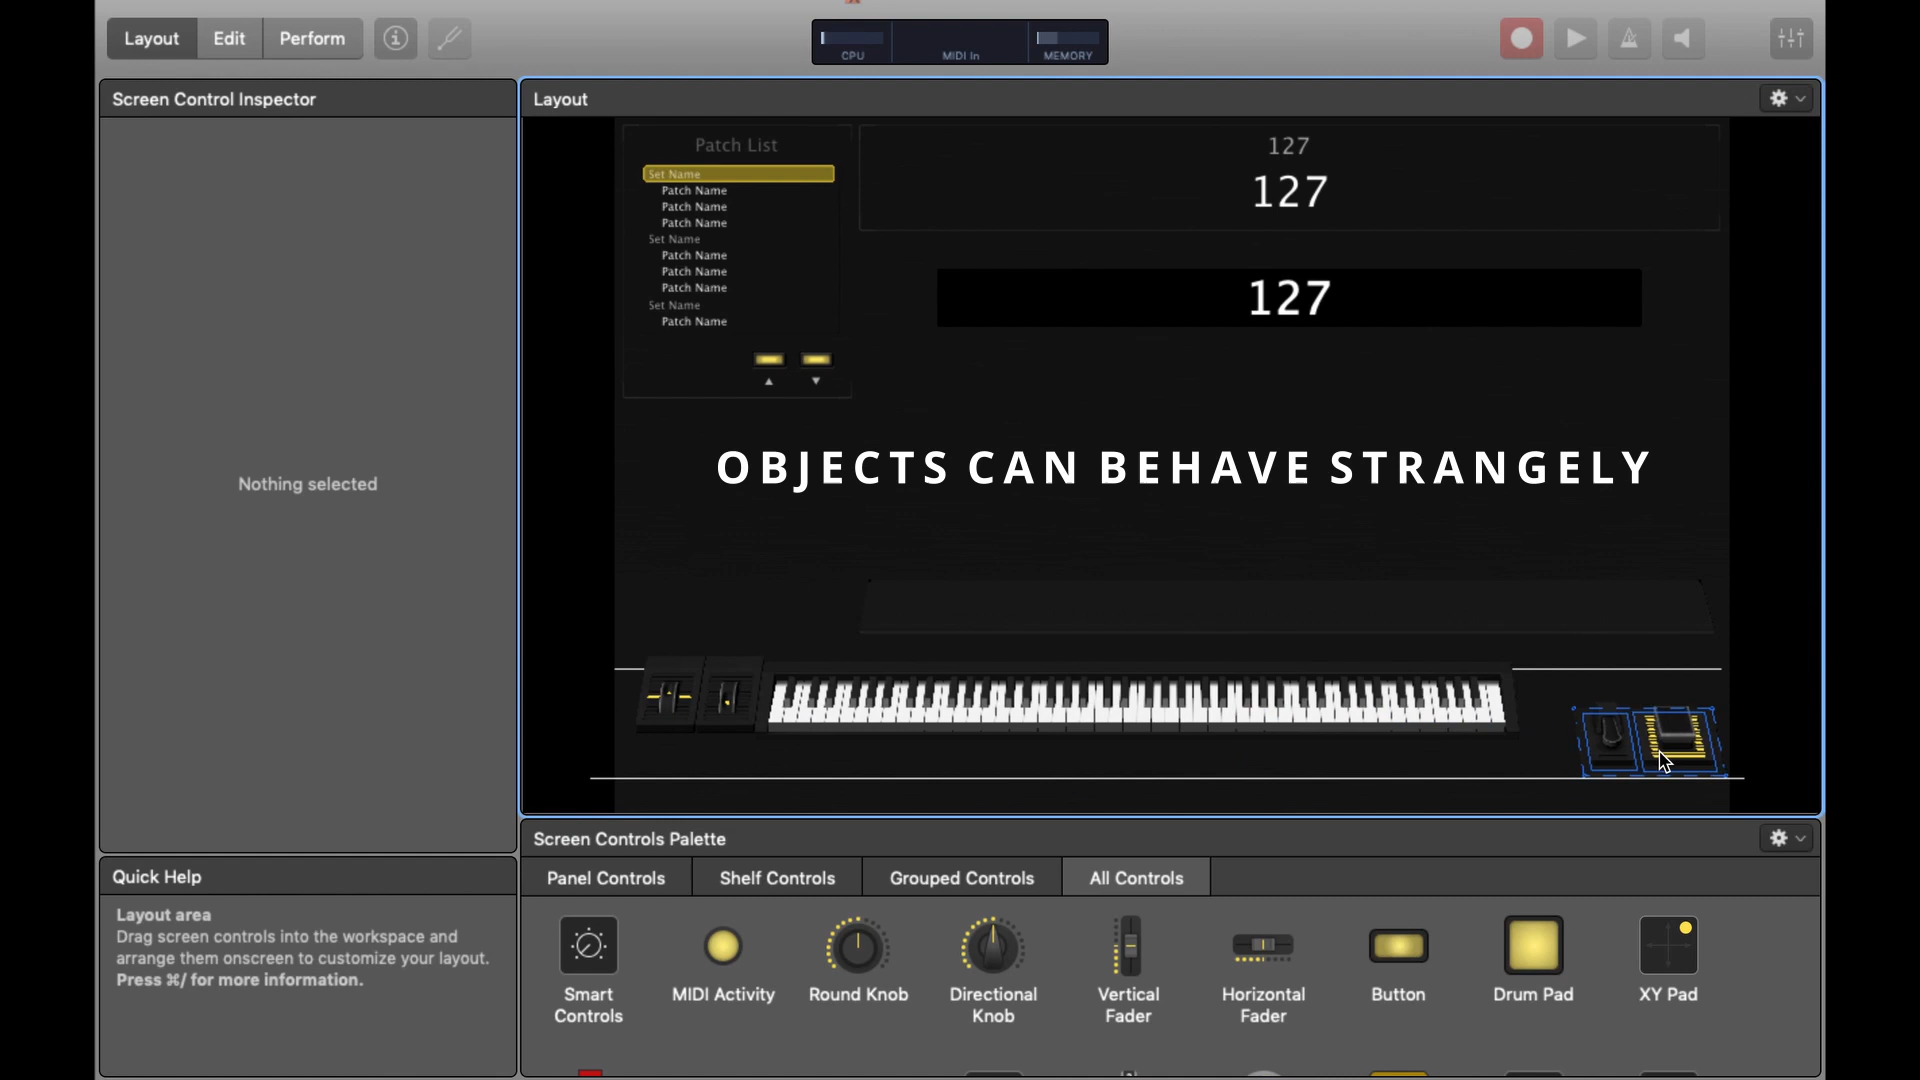 Layout
Edit
Perform
CPU
MIDI In
MEMORY
Screen Control Inspector
Nothing selected
Quick Help
Layout area
Drag screen controls into the workspace and
arrange them onscreen to customize your layout.
Press ⌘/ for more information.
Layout
Patch List
Set Name
Patch Name
Patch Name
Patch Name
Set Name
Patch Name
Patch Name
Patch Name
Set Name
Patch Name
127
127
127
OBJECTS CAN BEHAVE STRANGELY
Screen Controls Palette
Panel Controls
Shelf Controls
Grouped Controls
All Controls
Smart
Controls
MIDI Activity
Round Knob
Directional
Knob
Vertical
Fader
Horizontal
Fader
Button
Drum Pad
XY Pad